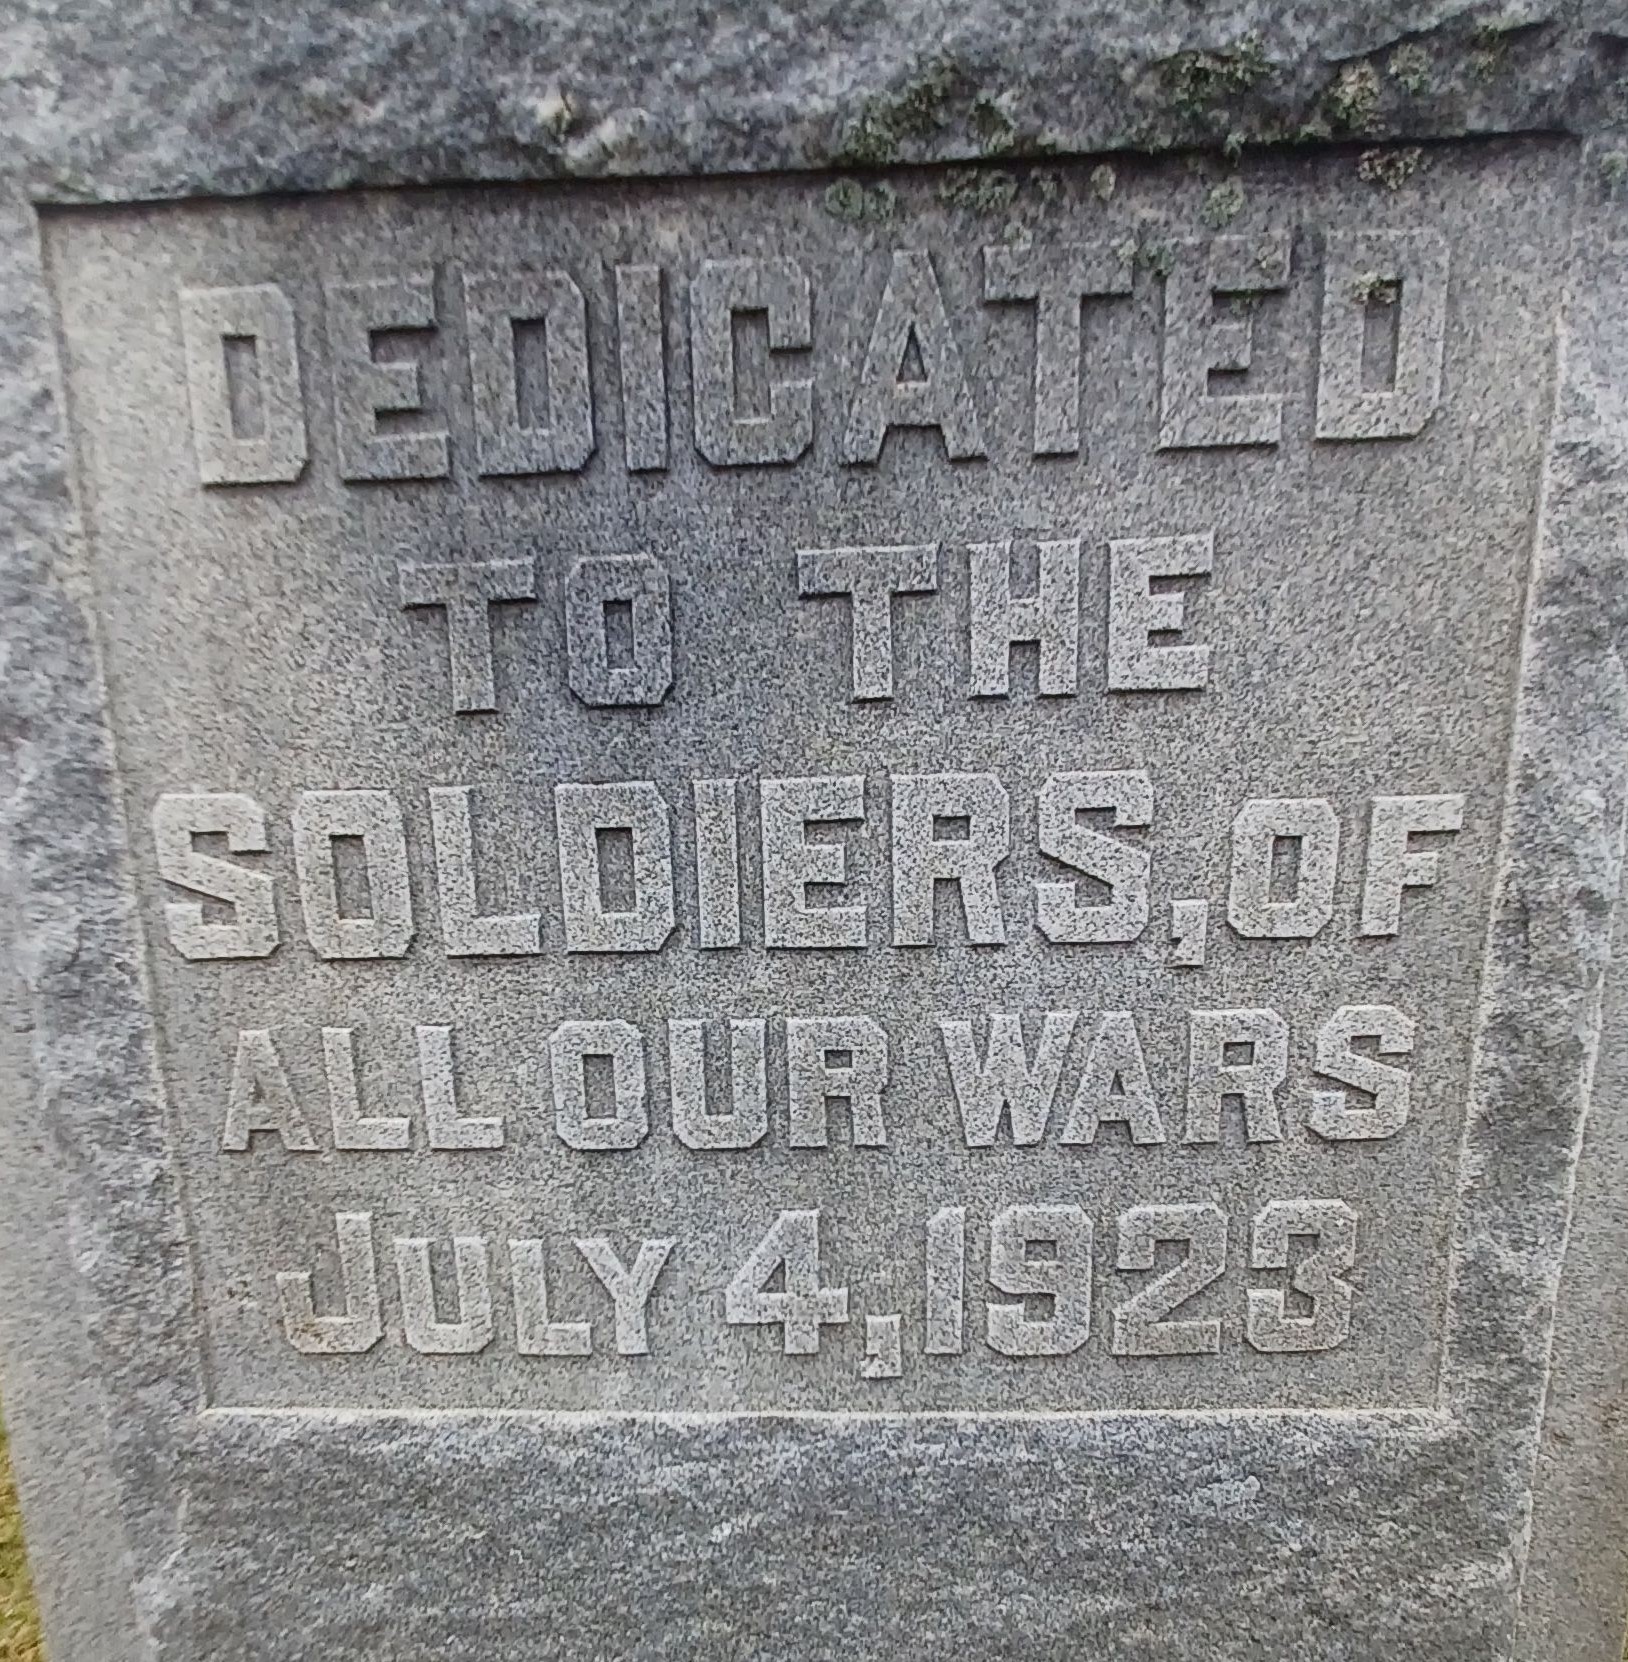 DEDICATED
TO THE
SOLDIERS, OF
ALL OUR WARS
JULY 4, 1923